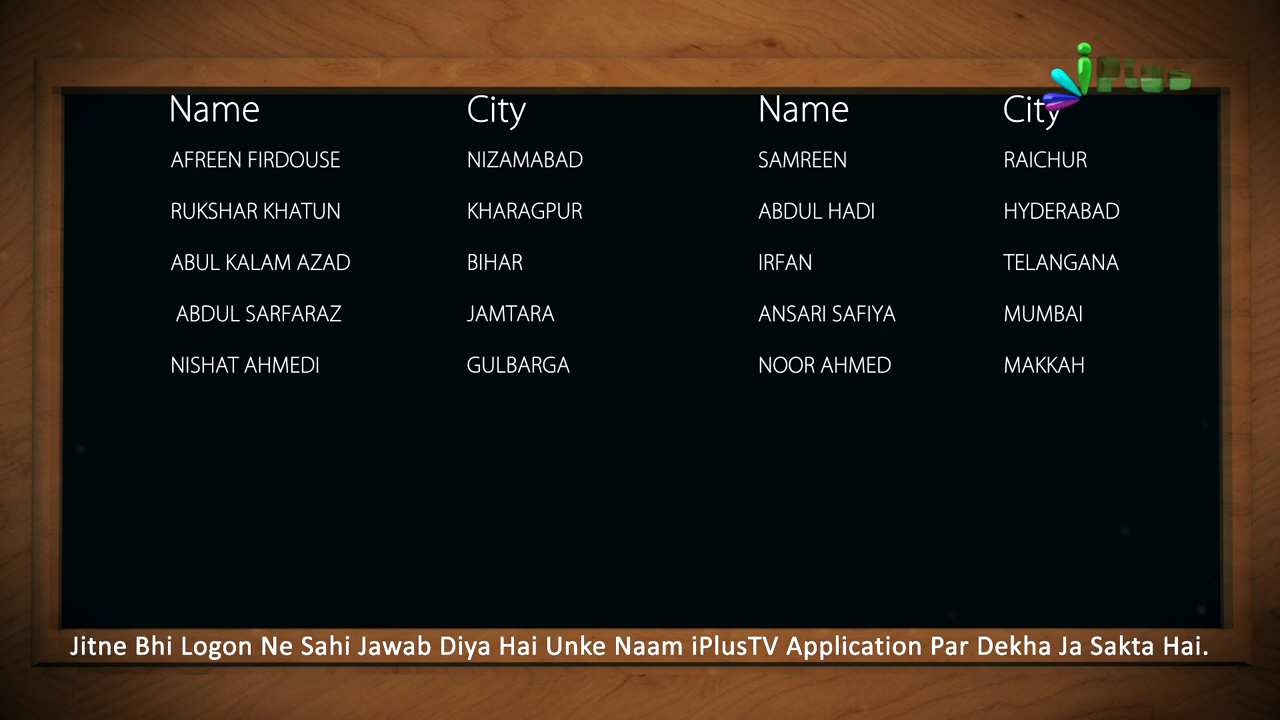 iPlus
Name City Name City
AFREEN FIRDOUSE NIZAMABAD SAMREEN RAICHUR
RUKSHAR KHATUN KHARAGPUR ABDUL HADI HYDERABAD
ABUL KALAM AZAD BIHAR IRFAN TELANGANA
ABDUL SARFARAZ JAMTARA ANSARI SAFIYA MUMBAI
NISHAT AHMEDI GULBARGA NOOR AHMED MAKKAH
Jitne Bhi Logon Ne Sahi Jawab Diya Hai Unke Naam iPlusTV Application Par Dekha Ja Sakta Hai.